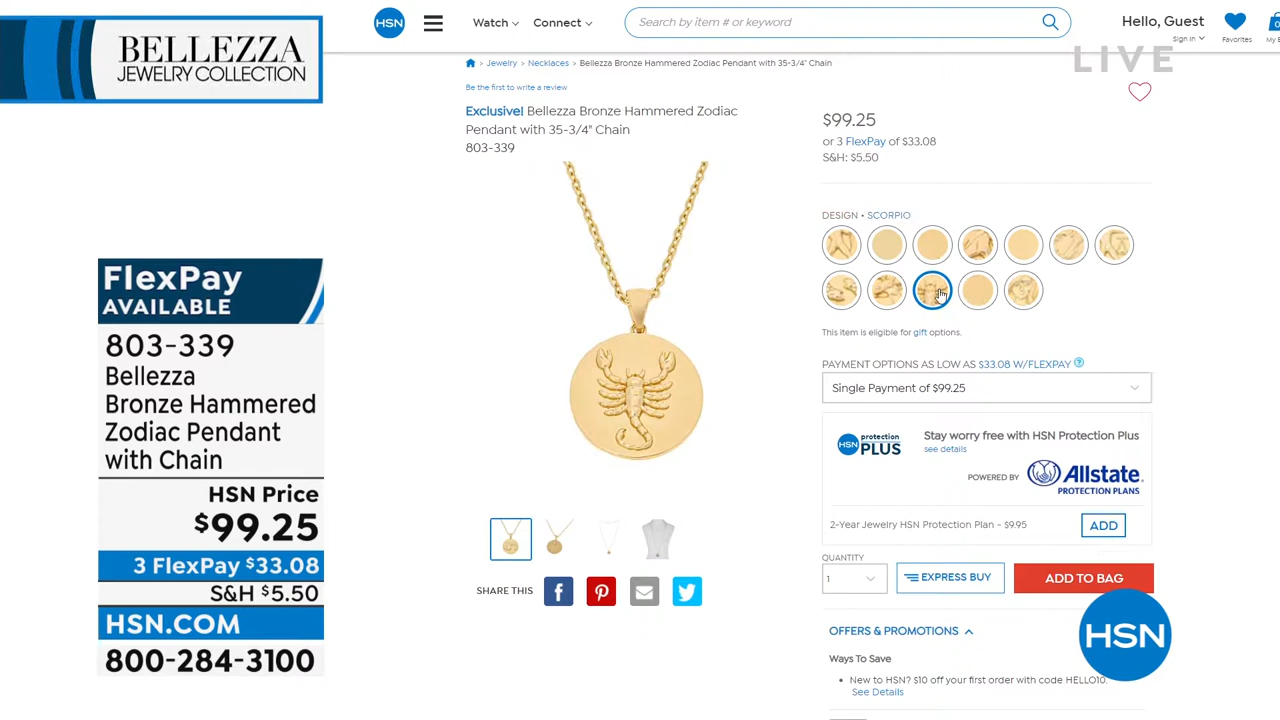 BELLEZZA
JEWELRY COLLECTION
HSN
Watch
Connect
Search by item # or keyword
Hello, Guest
Sign In
Favorites
0
LIVE
Jewelry > Necklaces > Bellezza Bronze Hammered Zodiac Pendant with 35-3/4" Chain
Be the first to write a review
Exclusive! Bellezza Bronze Hammered Zodiac
Pendant with 35-3/4" Chain
803-339
$99.25
or 3 FlexPay of $33.08
S&H: $5.50
DESIGN • SCORPIO
This item is eligible for gift options.
PAYMENT OPTIONS AS LOW AS $33.08 W/FLEXPAY ?
Single Payment of $99.25
HSN protection PLUS
Stay worry free with HSN Protection Plus
see details
POWERED BY Allstate
PROTECTION PLANS
2-Year Jewelry HSN Protection Plan - $9.95
ADD
QUANTITY
1
EXPRESS BUY
ADD TO BAG
SHARE THIS
OFFERS & PROMOTIONS
Ways To Save
• New to HSN? $10 off your first order with code HELLO10.
See Details
HSN
FlexPay
AVAILABLE
803-339
Bellezza
Bronze Hammered
Zodiac Pendant
with Chain
HSN Price
$99.25
3 FlexPay $33.08
S&H $5.50
HSN.COM
800-284-3100